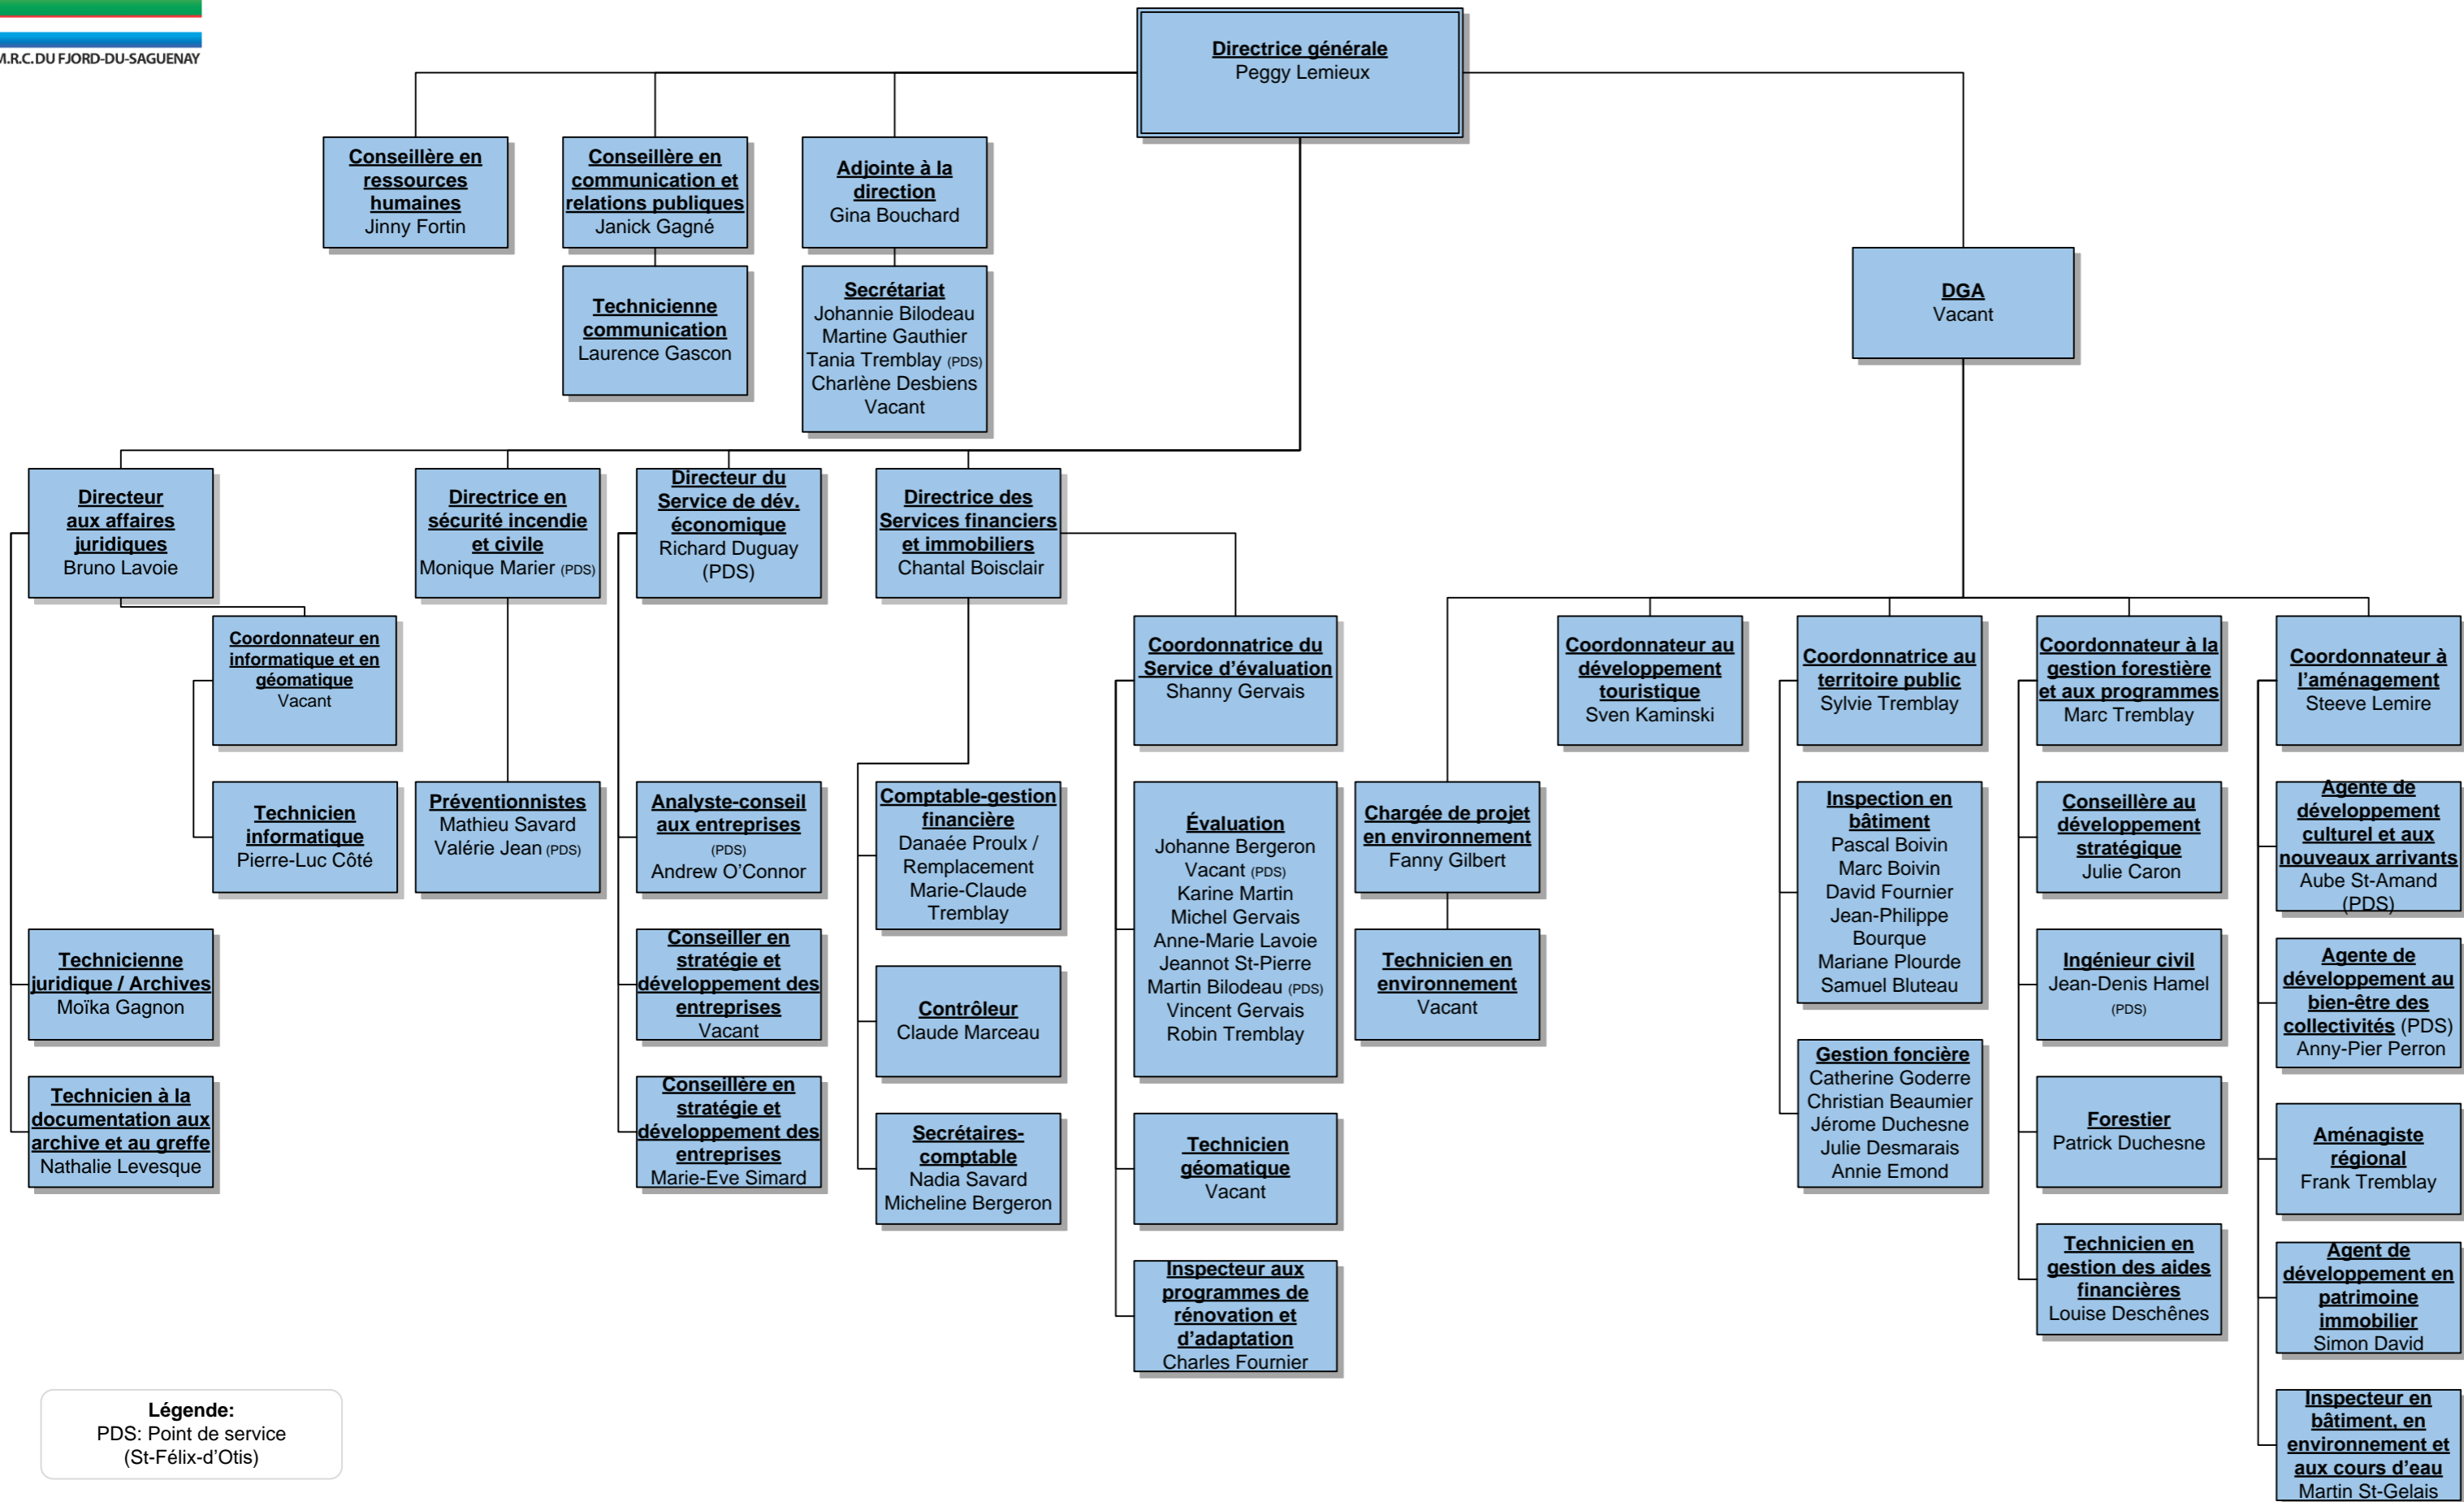 M.R.C. DU FJORD-DU-SAGUENAY
Directrice générale
Peggy Lemieux
Conseillère en
ressources
humaines
Jinny Fortin
Conseillère en
communication et
relations publiques
Janick Gagné
Adjointe à la
direction
Gina Bouchard
Technicienne
communication
Laurence Gascon
Secrétariat
Johannie Bilodeau
Martine Gauthier
Tania Tremblay (PDS)
Charlène Desbiens
Vacant
DGA
Vacant
Directeur
aux affaires
juridiques
Bruno Lavoie
Directrice en
sécurité incendie
et civile
Monique Marier (PDS)
Directeur du
Service de dév.
économique
Richard Duguay
(PDS)
Directrice des
Services financiers
et immobiliers
Chantal Boisclair
Coordonnateur en
informatique et en
géomatique
Vacant
Technicien
informatique
Pierre-Luc Côté
Technicienne
juridique / Archives
Moïka Gagnon
Technicien à la
documentation aux
archive et au greffe
Nathalie Levesque
Préventionnistes
Mathieu Savard
Valérie Jean (PDS)
Analyste-conseil
aux entreprises
(PDS)
Andrew O'Connor
Conseiller en
stratégie et
développement des
entreprises
Vacant
Conseillère en
stratégie et
développement des
entreprises
Marie-Eve Simard
Comptable-gestion
financière
Danaée Proulx /
Remplacement
Marie-Claude
Tremblay
Contrôleur
Claude Marceau
Secrétaires-
comptable
Nadia Savard
Micheline Bergeron
Coordonnatrice du
Service d'évaluation
Shanny Gervais
Évaluation
Johanne Bergeron
Vacant (PDS)
Karine Martin
Michel Gervais
Anne-Marie Lavoie
Jeannot St-Pierre
Martin Bilodeau (PDS)
Vincent Gervais
Robin Tremblay
Technicien
géomatique
Vacant
Inspecteur aux
programmes de
rénovation et
d'adaptation
Charles Fournier
Chargée de projet
en environnement
Fanny Gilbert
Technicien en
environnement
Vacant
Coordonnateur au
développement
touristique
Sven Kaminski
Coordonnatrice au
territoire public
Sylvie Tremblay
Inspection en
bâtiment
Pascal Boivin
Marc Boivin
David Fournier
Jean-Philippe
Bourque
Mariane Plourde
Samuel Bluteau
Gestion foncière
Catherine Goderre
Christian Beaumier
Jérome Duchesne
Julie Desmarais
Annie Emond
Coordonnateur à la
gestion forestière
et aux programmes
Marc Tremblay
Conseillère au
développement
stratégique
Julie Caron
Ingénieur civil
Jean-Denis Hamel
(PDS)
Forestier
Patrick Duchesne
Technicien en
gestion des aides
financières
Louise Deschênes
Coordonnateur à
l'aménagement
Steeve Lemire
Agente de
développement
culturel et aux
nouveaux arrivants
Aube St-Amand
(PDS)
Agente de
développement au
bien-être des
collectivités (PDS)
Anny-Pier Perron
Aménagiste
régional
Frank Tremblay
Agent de
développement en
patrimoine
immobilier
Simon David
Inspecteur en
bâtiment, en
environnement et
aux cours d'eau
Martin St-Gelais
Légende:
PDS: Point de service
(St-Félix-d'Otis)